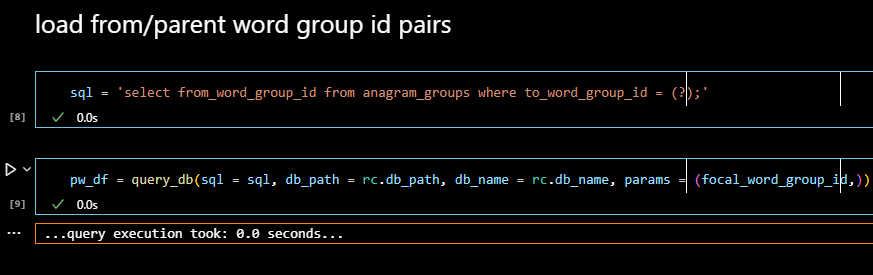 load from/parent word group id pairs
sql = 'select from_word_group_id from anagram_groups where to_word_group_id = (?);'
[8]
0.0s
pw_df = query_db(sql = sql, db_path = rc.db_path, db_name = rc.db_name, params = (focal_word_group_id,))
[9]
0.0s
...
...query execution took: 0.0 seconds...